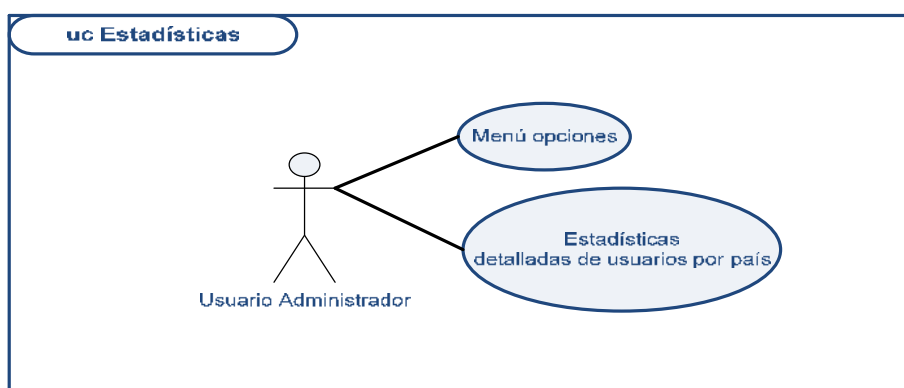 uc Estadísticas
Menú opciones
Estadísticas
detalladas de usuarios por país
Usuario Administrador